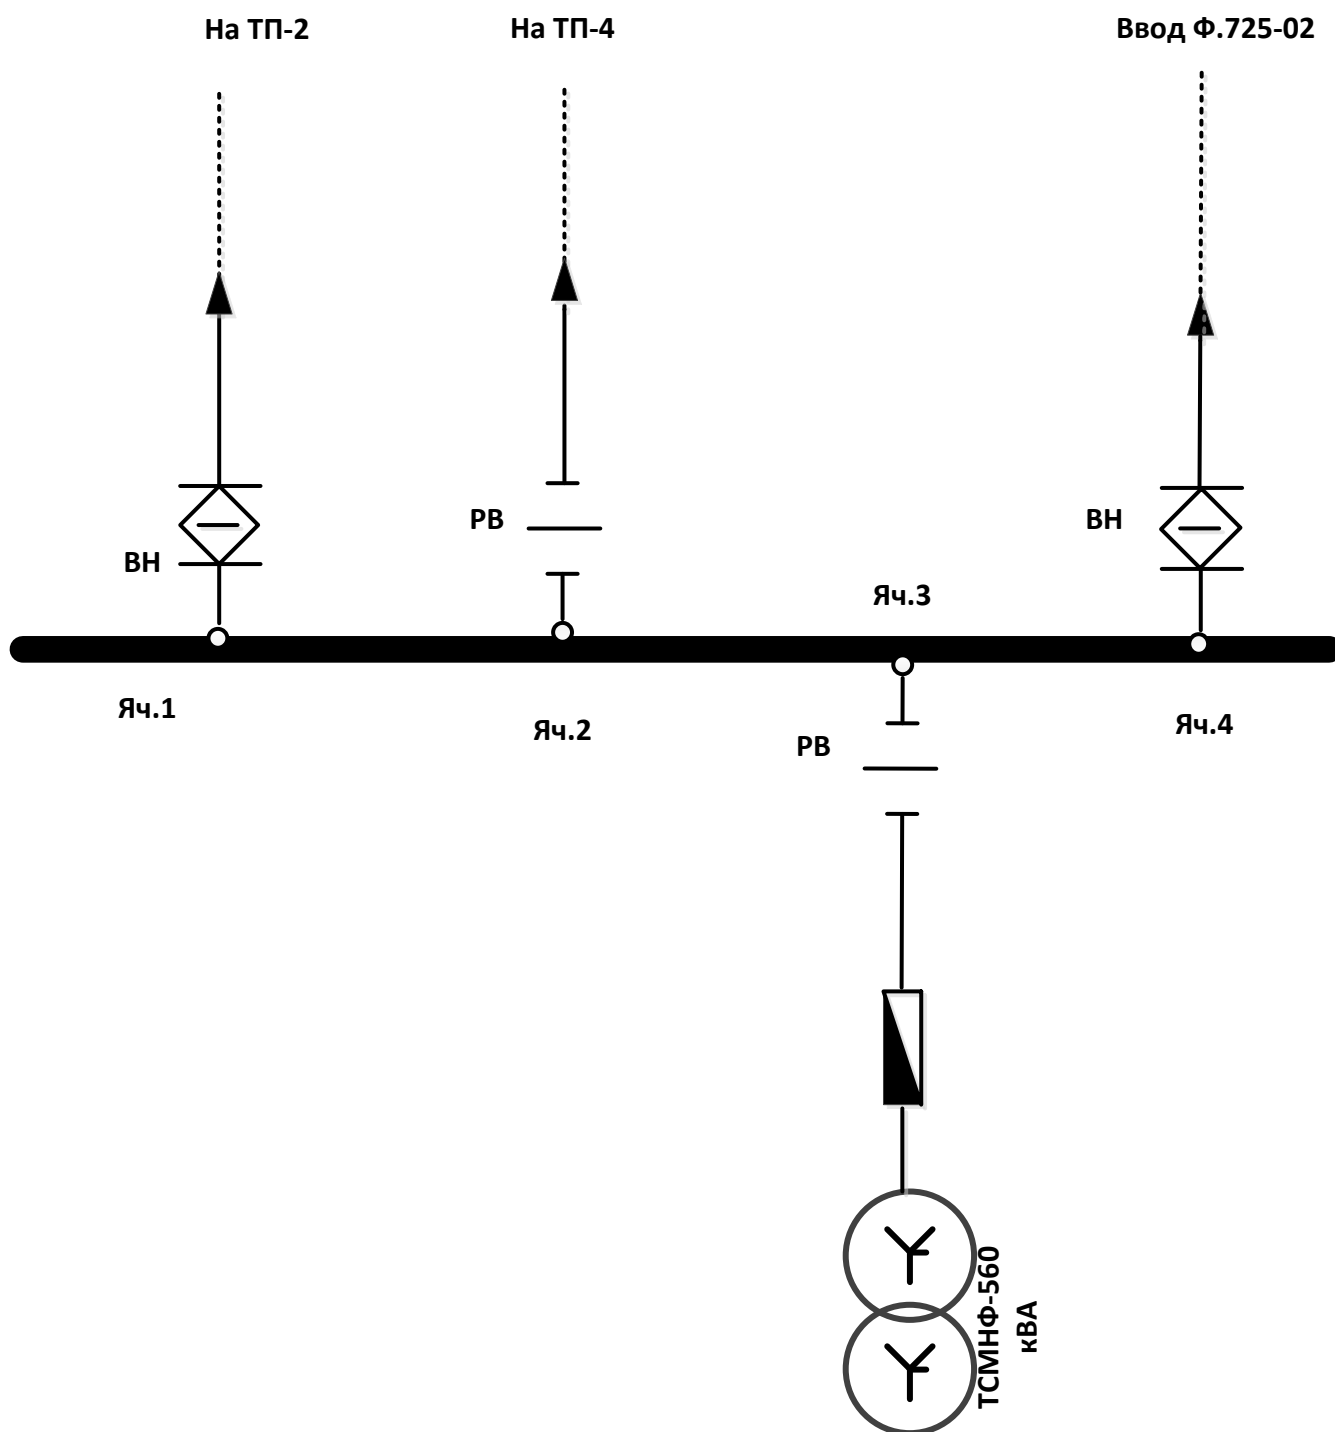 На ТП-2
На ТП-4
Ввод Ф.725-02
РВ
ВН
ВН
Яч.3
Яч.1
Яч.2
Яч.4
РВ
ТСМНФ-560
кВА